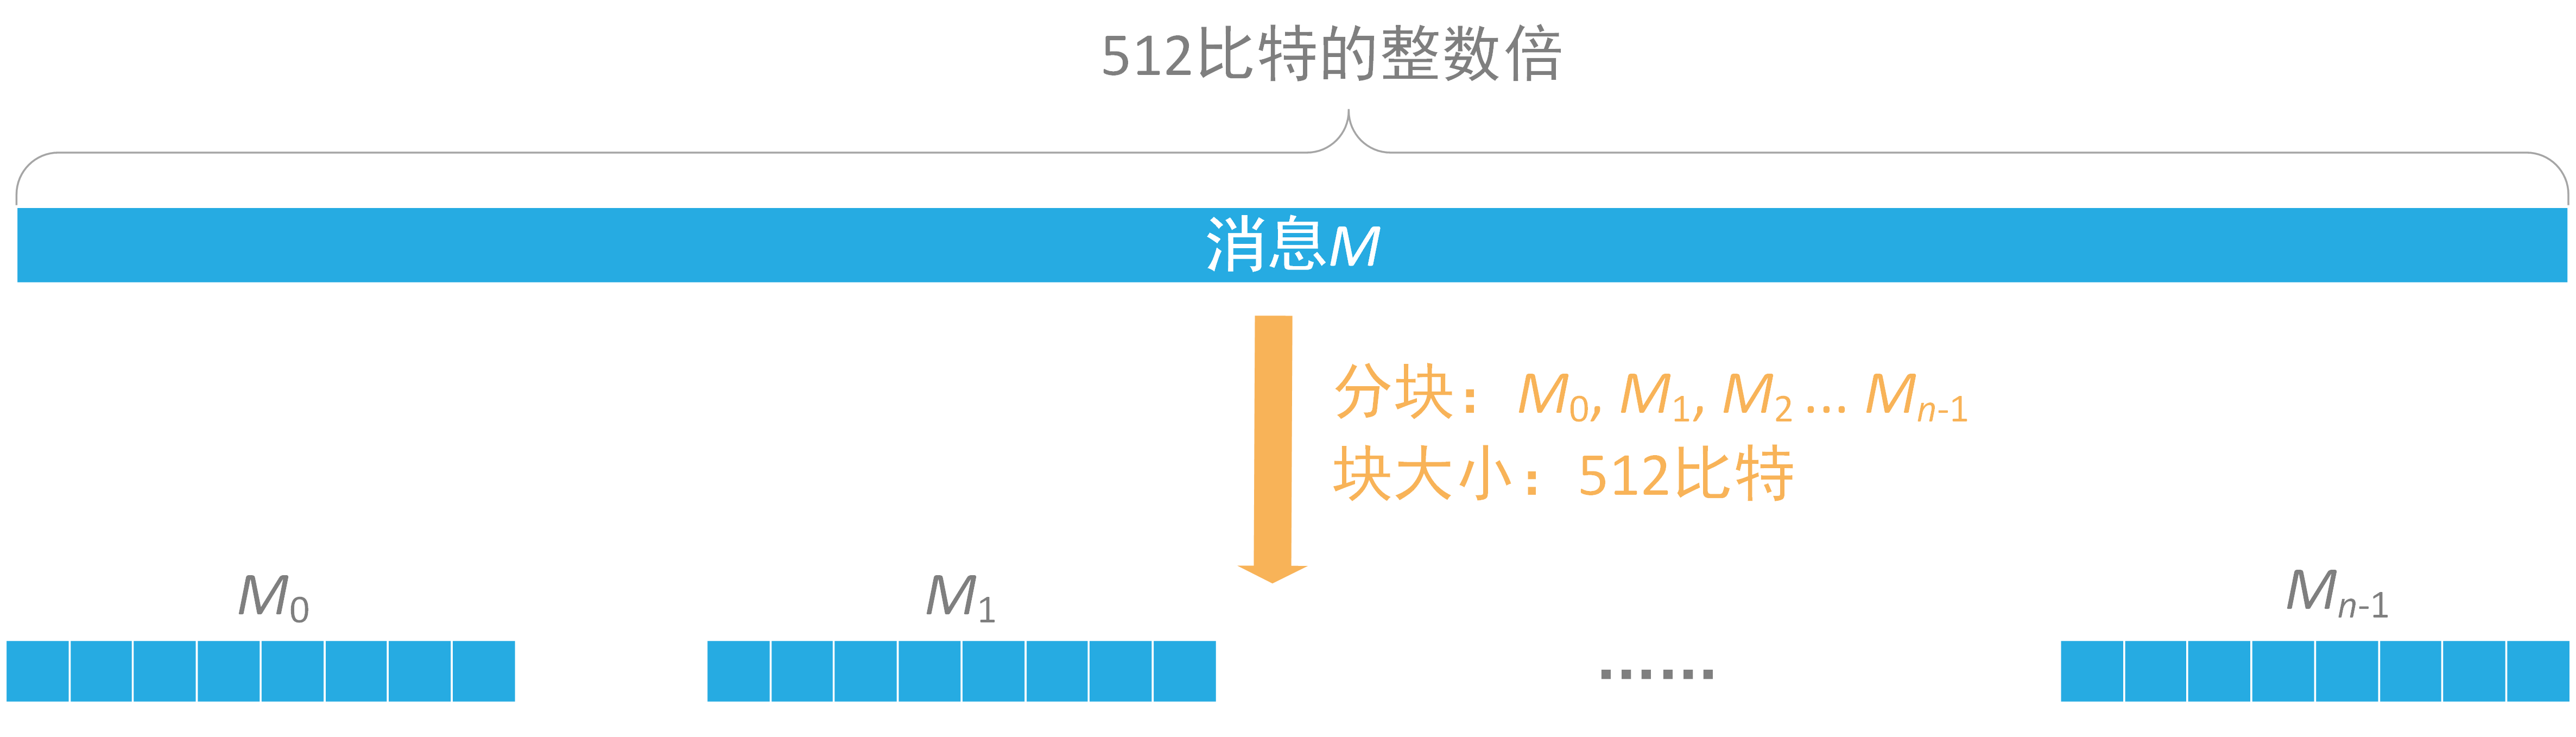 512比特的整数倍
消息M
分块：M0, M1, M2 ... Mn-1
块大小：512比特
M0
M1
Mn-1
......